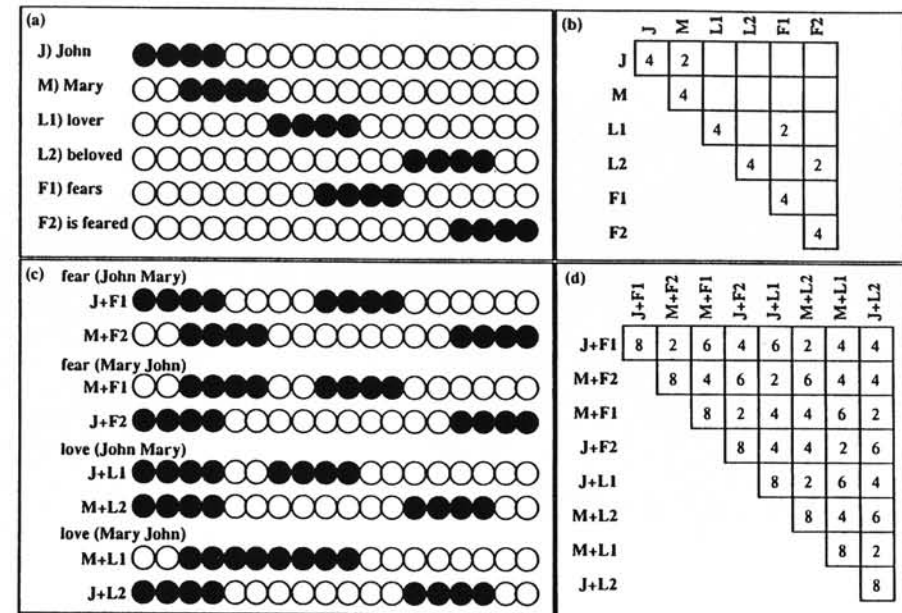 (a)
J) John
M) Mary
L1) lover
L2) beloved
F1) fears
F2) is feared
(b)
J M L1 L2 F1 F2
J 4 2
M 4
L1 4 2
L2 4 2
F1 4
F2 4
(c)
fear (John Mary)
J+F1
M+F2
fear (Mary John)
M+F1
J+F2
love (John Mary)
J+L1
M+L2
love (Mary John)
M+L1
J+L2
(d)
J+F1 M+F2 M+F1 J+F2 J+L1 M+L2 M+L1 J+L2
J+F1 8 2 6 4 6 2 4 4
M+F2 8 4 6 2 6 4 4
M+F1 8 2 4 4 6 2
J+F2 8 4 4 2 6
J+L1 8 2 6 4
M+L2 8 4 6
M+L1 8 2
J+L2 8